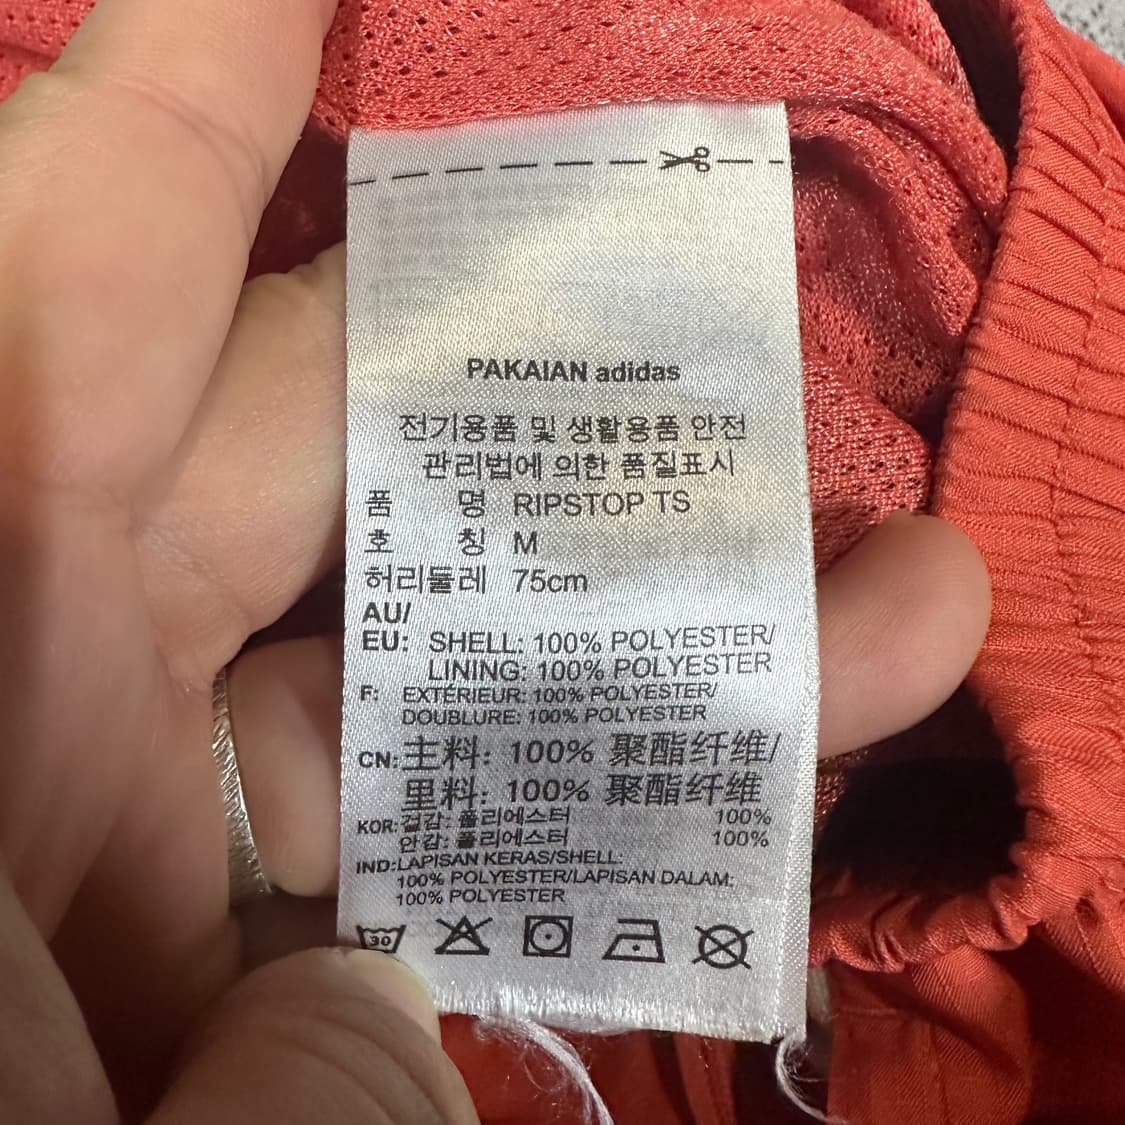 PAKAIAN adidas
전기용품 및 생활용품 안전
관리법에 의한 품질표시
품 명 RIPSTOP TS
호 칭 M
허리둘레 75cm
AU/
EU: SHELL: 100% POLYESTER/
LINING: 100% POLYESTER
F: EXTÉRIEUR: 100% POLYESTER/
DOUBLURE: 100% POLYESTER
CN: 主料: 100% 聚酯纤维/
里料: 100% 聚酯纤维
KOR: 겉감: 폴리에스터 100%
안감: 폴리에스터 100%
IND: LAPISAN KERAS/SHELL:
100% POLYESTER/LAPISAN DALAM:
100% POLYESTER
30